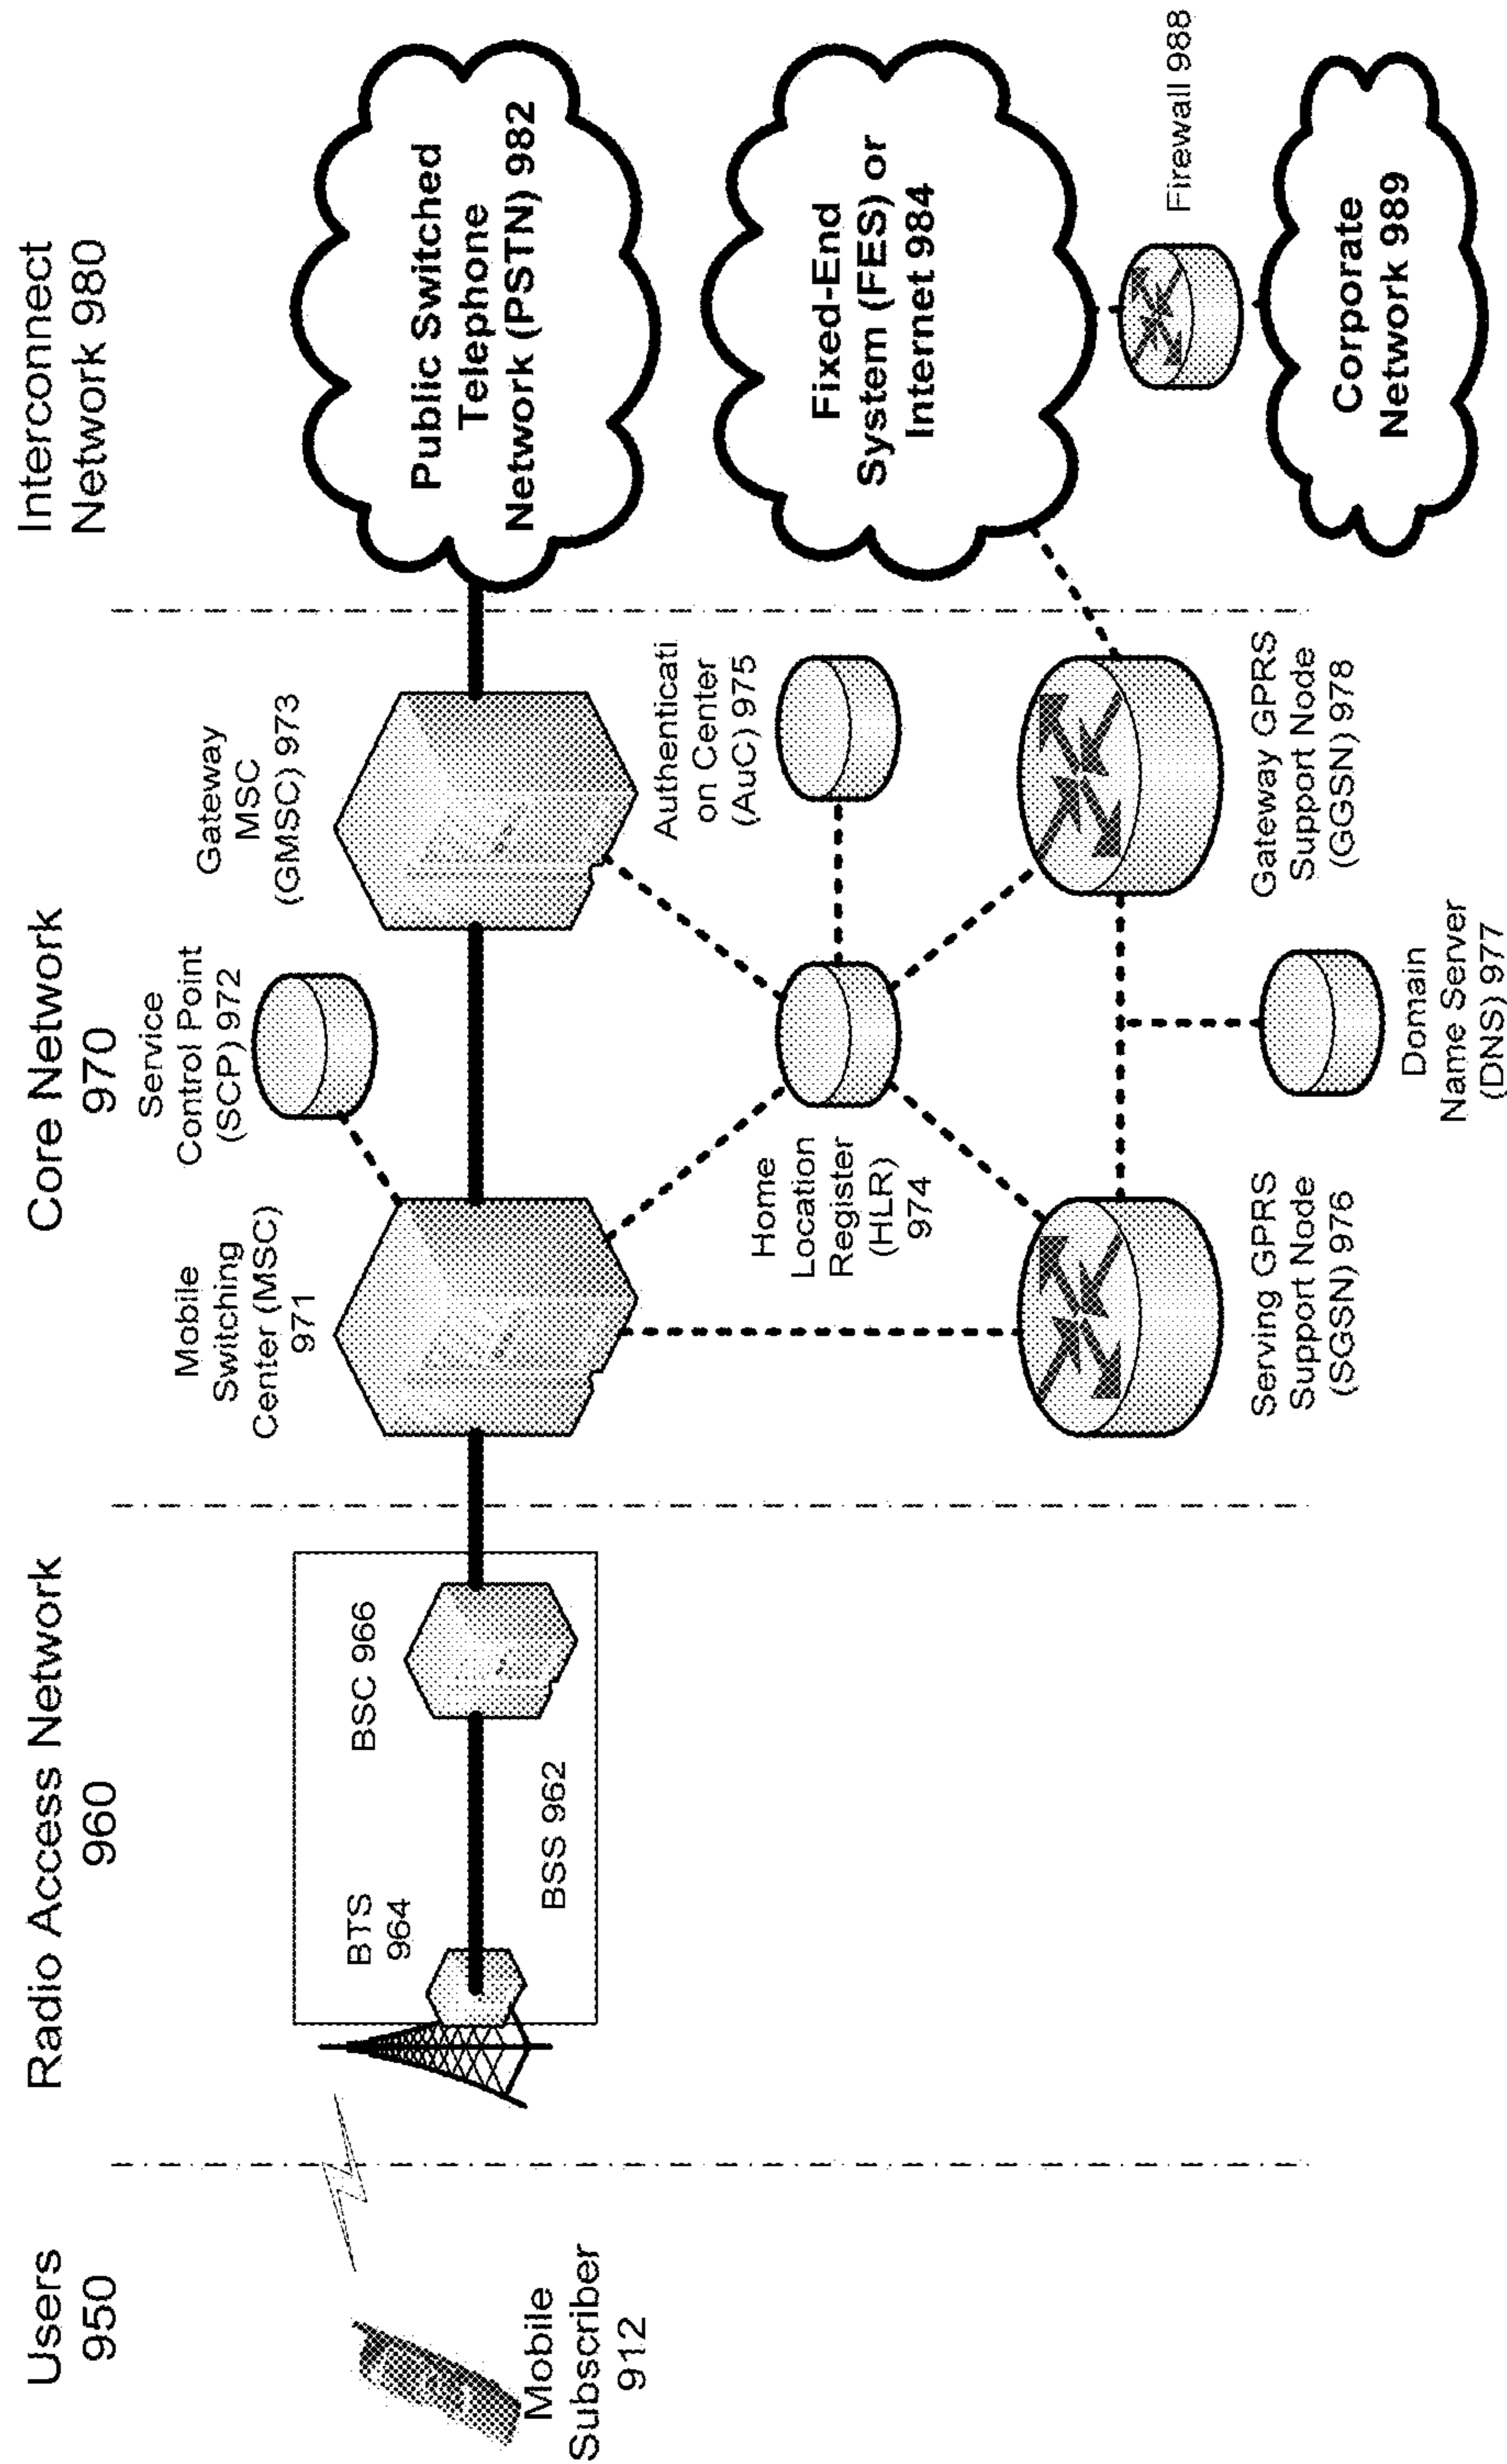 Users
950
Radio Access Network
960
Core Network
970
Interconnect
Network 980
Mobile
Subscriber
912
BTS
964
BSC 966
BSS 962
Mobile
Switching
Center (MSC)
971
Service
Control Point
(SCP) 972
Gateway
MSC
(GMSC) 973
Home
Location
Register
(HLR)
974
Authenticati
on Center
(AuC) 975
Serving GPRS
Support Node
(SGSN) 976
Domain
Name Server
(DNS) 977
Gateway GPRS
Support Node
(GGSN) 978
Public Switched
Telephone
Network (PSTN) 982
Fixed-End
System (FES) or
Internet 984
Firewall 988
Corporate
Network 989